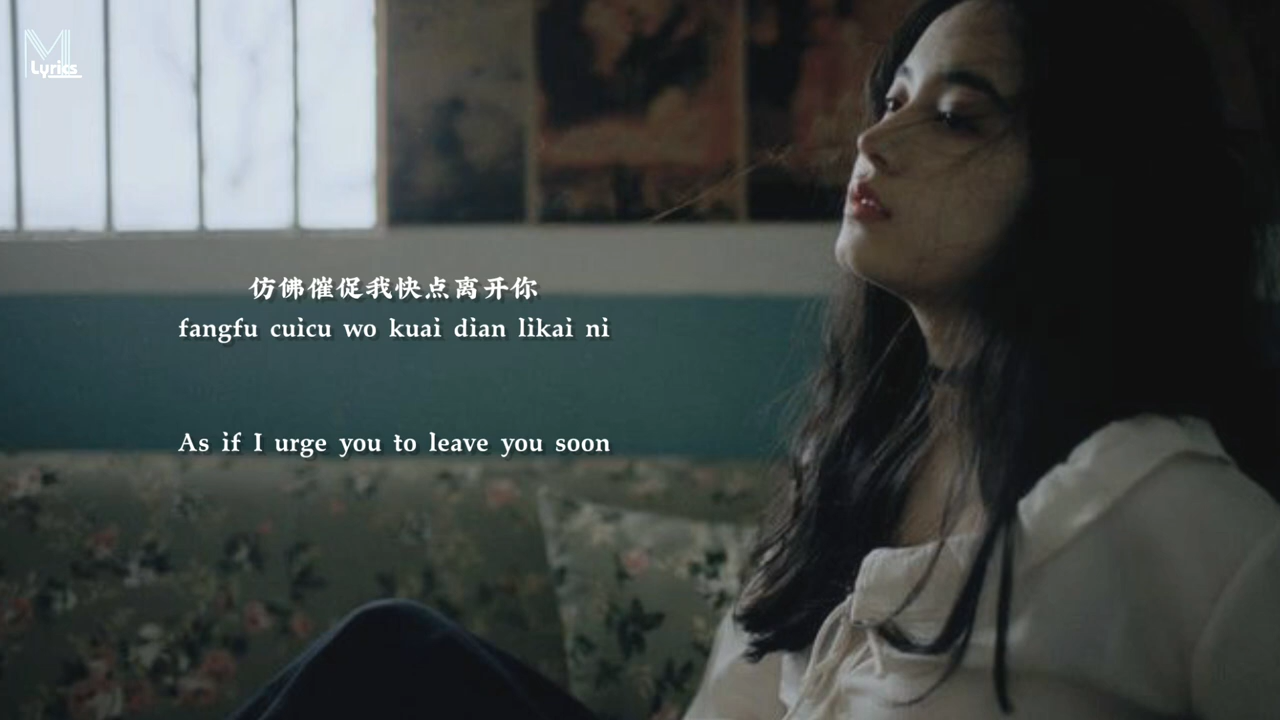 M
Lyrics
仿佛催促我快点离开你
fangfu cuicu wo kuai dian likai ni
As if I urge you to leave you soon